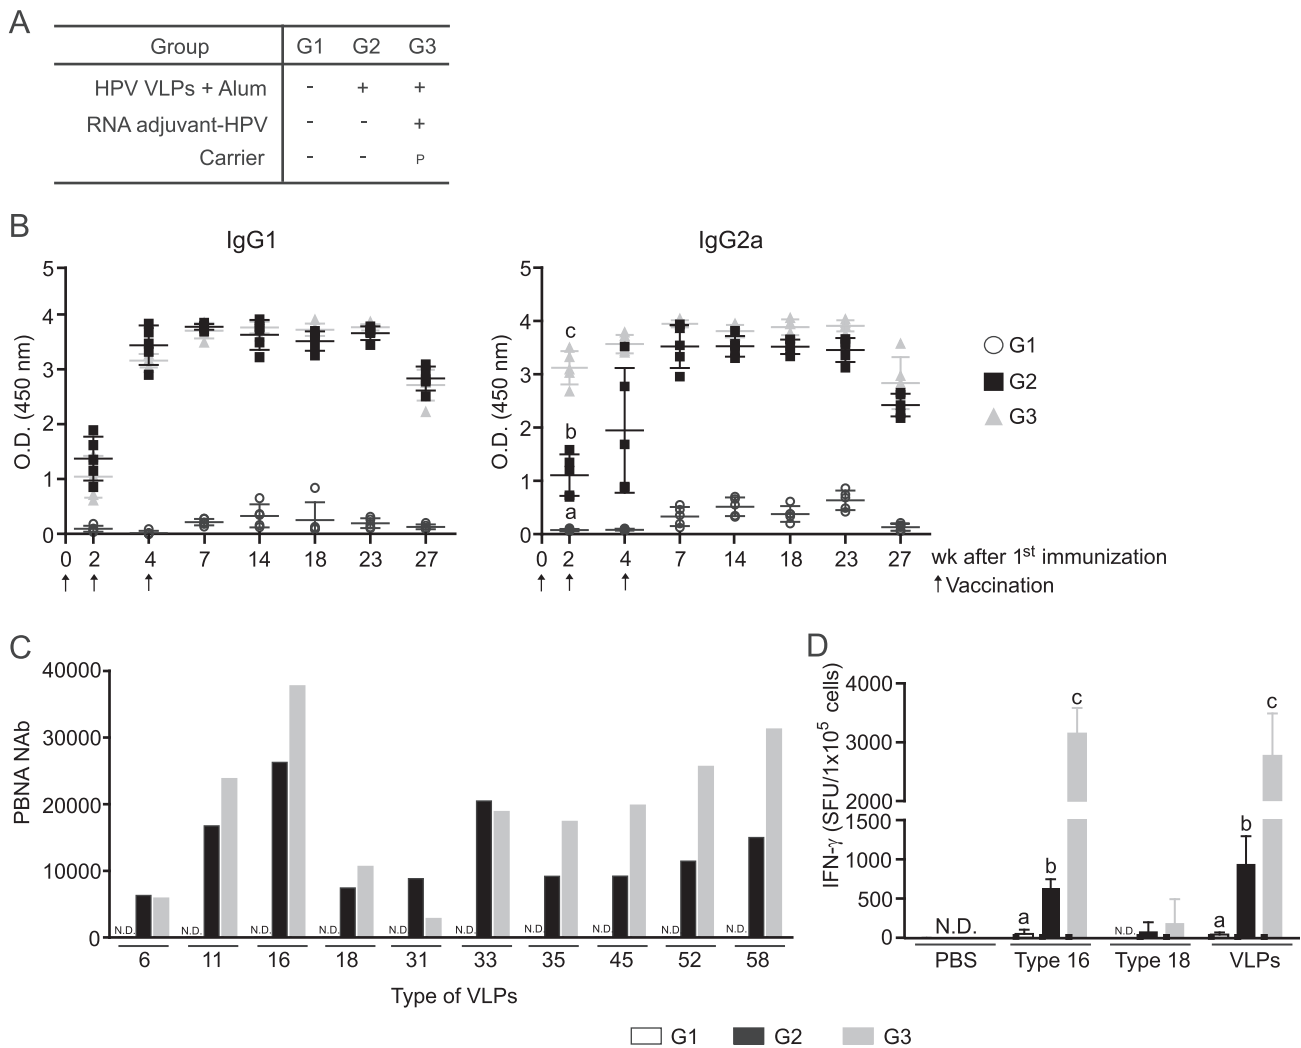 A
Group G1 G2 G3
HPV VLPs + Alum - + +
RNA adjuvant-HPV - - +
Carrier - - P
B
IgG1
IgG2a
O.D. (450 nm)
5
4
3
2
1
0
0 2 4 7 14 18 23 27
O.D. (450 nm)
5
4
3
2
1
0
c
b
a
0 2 4 7 14 18 23 27
wk after 1st immunization
↑Vaccination
G1
G2
G3
C
PBNA NAb
40000
30000
20000
10000
0
N.D. N.D. N.D. N.D. N.D. N.D. N.D. N.D. N.D. N.D.
6 11 16 18 31 33 35 45 52 58
Type of VLPs
D
IFN-γ (SFU/1x10⁵ cells)
4000
3000
2000
1500
1000
500
0
N.D.
a b c
N.D.
a b c
PBS Type 16 Type 18 VLPs
G1 G2 G3